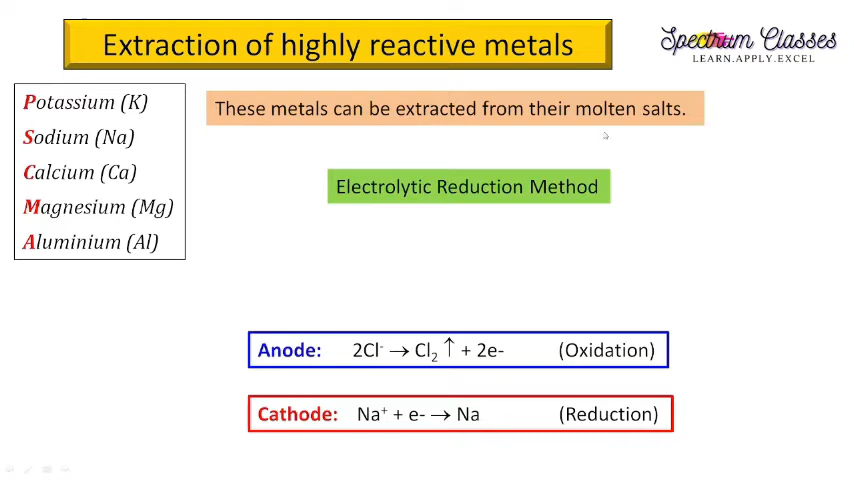 Extraction of highly reactive metals
Spectrum Classes
LEARN.APPLY.EXCEL
Potassium (K)
Sodium (Na)
Calcium (Ca)
Magnesium (Mg)
Aluminium (Al)
These metals can be extracted from their molten salts.
Electrolytic Reduction Method
Anode: 2Cl⁻ → Cl₂ ↑ + 2e- (Oxidation)
Cathode: Na⁺ + e- → Na (Reduction)